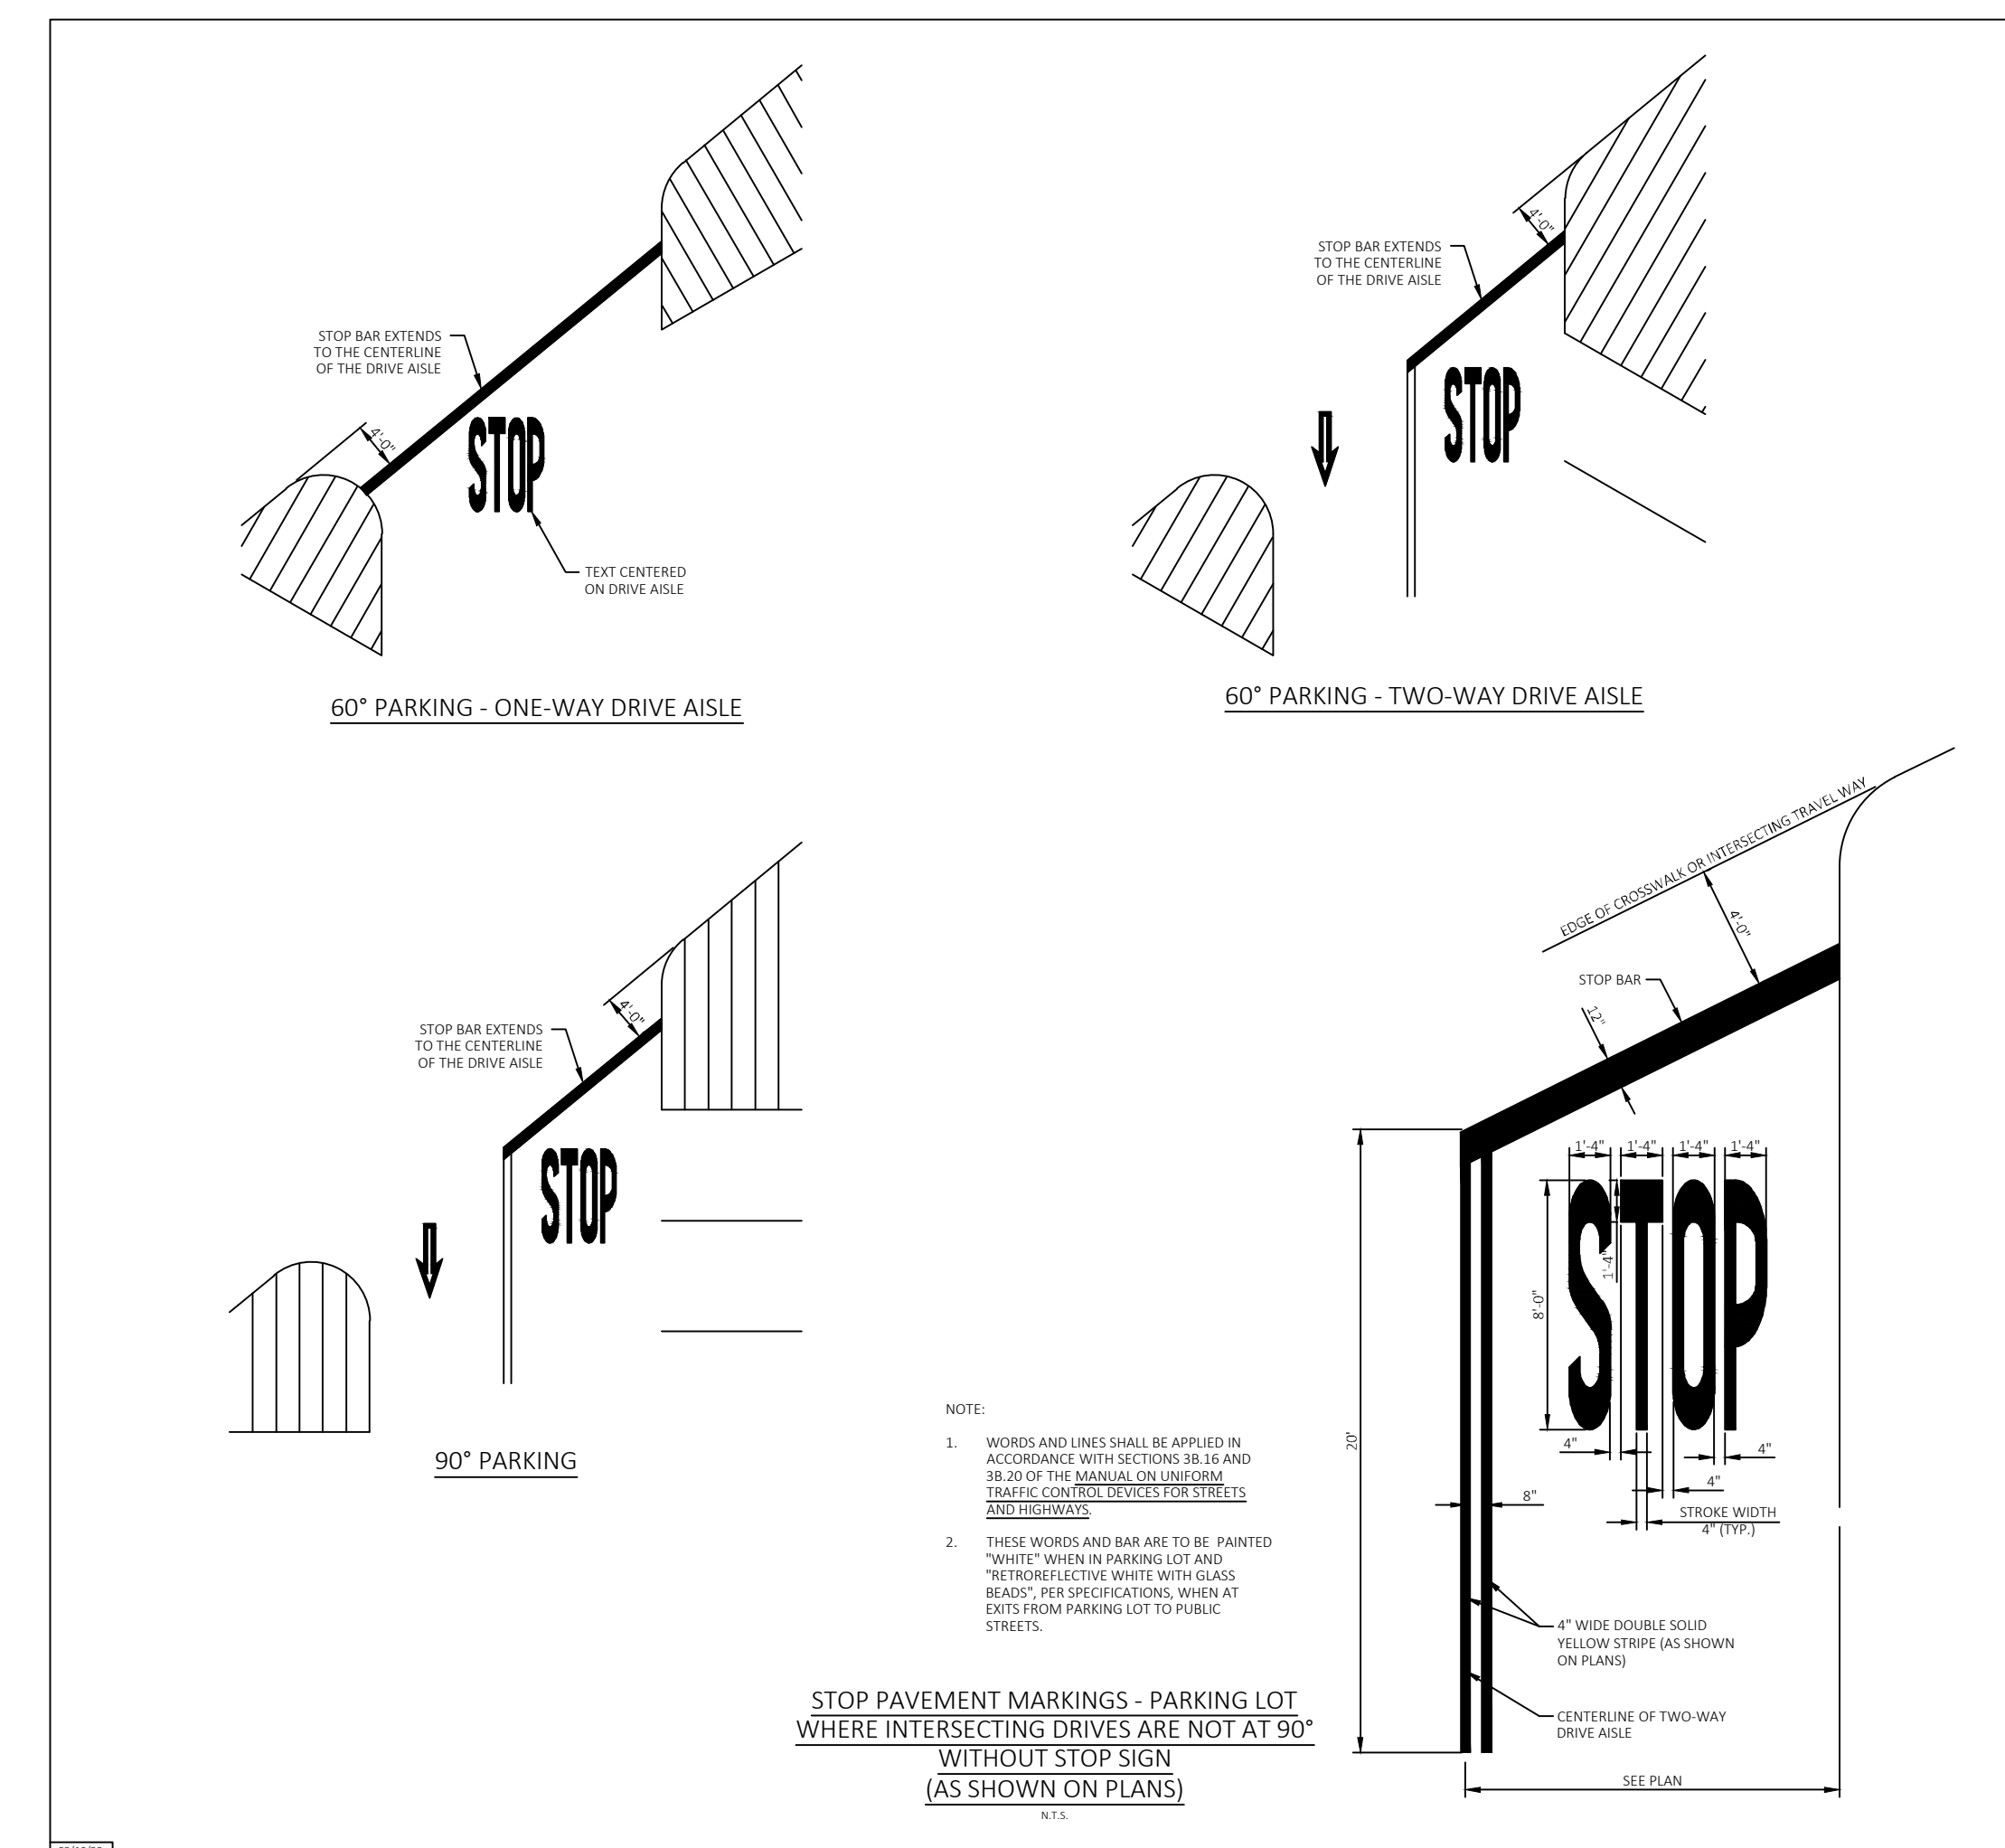 STOP BAR EXTENDS
TO THE CENTERLINE
OF THE DRIVE AISLE
4'-0"
STOP
TEXT CENTERED
ON DRIVE AISLE
60° PARKING - ONE-WAY DRIVE AISLE
4'-0"
STOP BAR EXTENDS
TO THE CENTERLINE
OF THE DRIVE AISLE
STOP
60° PARKING - TWO-WAY DRIVE AISLE
4'-0"
STOP BAR EXTENDS
TO THE CENTERLINE
OF THE DRIVE AISLE
STOP
90° PARKING
EDGE OF CROSSWALK OR INTERSECTING TRAVEL WAY
4'-0"
STOP BAR
12"
1'-4"
1'-4"
1'-4"
1'-4"
1'-4"
8'-0"
STOP
4"
4"
4"
20'
8"
STROKE WIDTH
4" (TYP.)
4" WIDE DOUBLE SOLID
YELLOW STRIPE (AS SHOWN
ON PLANS)
CENTERLINE OF TWO-WAY
DRIVE AISLE
SEE PLAN
NOTE:
1. WORDS AND LINES SHALL BE APPLIED IN
ACCORDANCE WITH SECTIONS 3B.16 AND
3B.20 OF THE MANUAL ON UNIFORM
TRAFFIC CONTROL DEVICES FOR STREETS
AND HIGHWAYS.
2. THESE WORDS AND BAR ARE TO BE PAINTED
"WHITE" WHEN IN PARKING LOT AND
"RETROREFLECTIVE WHITE WITH GLASS
BEADS", PER SPECIFICATIONS, WHEN AT
EXITS FROM PARKING LOT TO PUBLIC
STREETS.
STOP PAVEMENT MARKINGS - PARKING LOT
WHERE INTERSECTING DRIVES ARE NOT AT 90°
WITHOUT STOP SIGN
(AS SHOWN ON PLANS)
N.T.S.